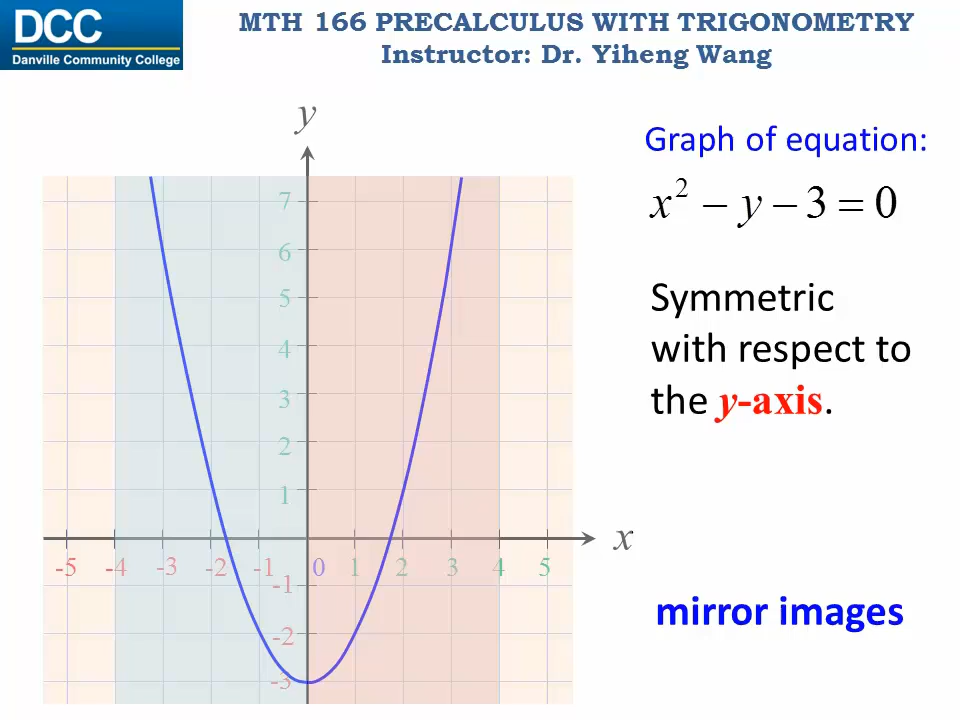 DCC
Danville Community College
MTH 166 PRECALCULUS WITH TRIGONOMETRY
Instructor: Dr. Yiheng Wang
y
Graph of equation:
x² − y − 3 = 0
7
6
5
4
3
2
1
Symmetric
with respect to
the y-axis.
x
-5 -4 -3 -2 -1 0 1 2 3 4 5
-1
-2
-3
mirror images